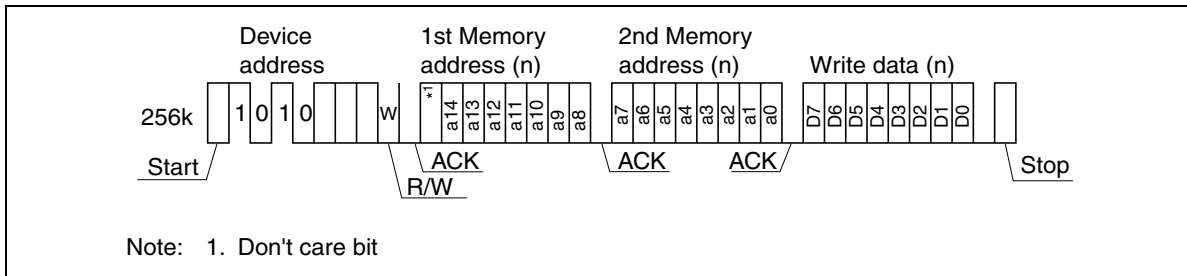 Device address
1st Memory address (n)
2nd Memory address (n)
Write data (n)
256k
1 0 1 0 W *1 a14 a13 a12 a11 a10 a9 a8 a7 a6 a5 a4 a3 a2 a1 a0 D7 D6 D5 D4 D3 D2 D1 D0
Start
ACK
ACK
ACK
Stop
R/W
Note: 1. Don't care bit